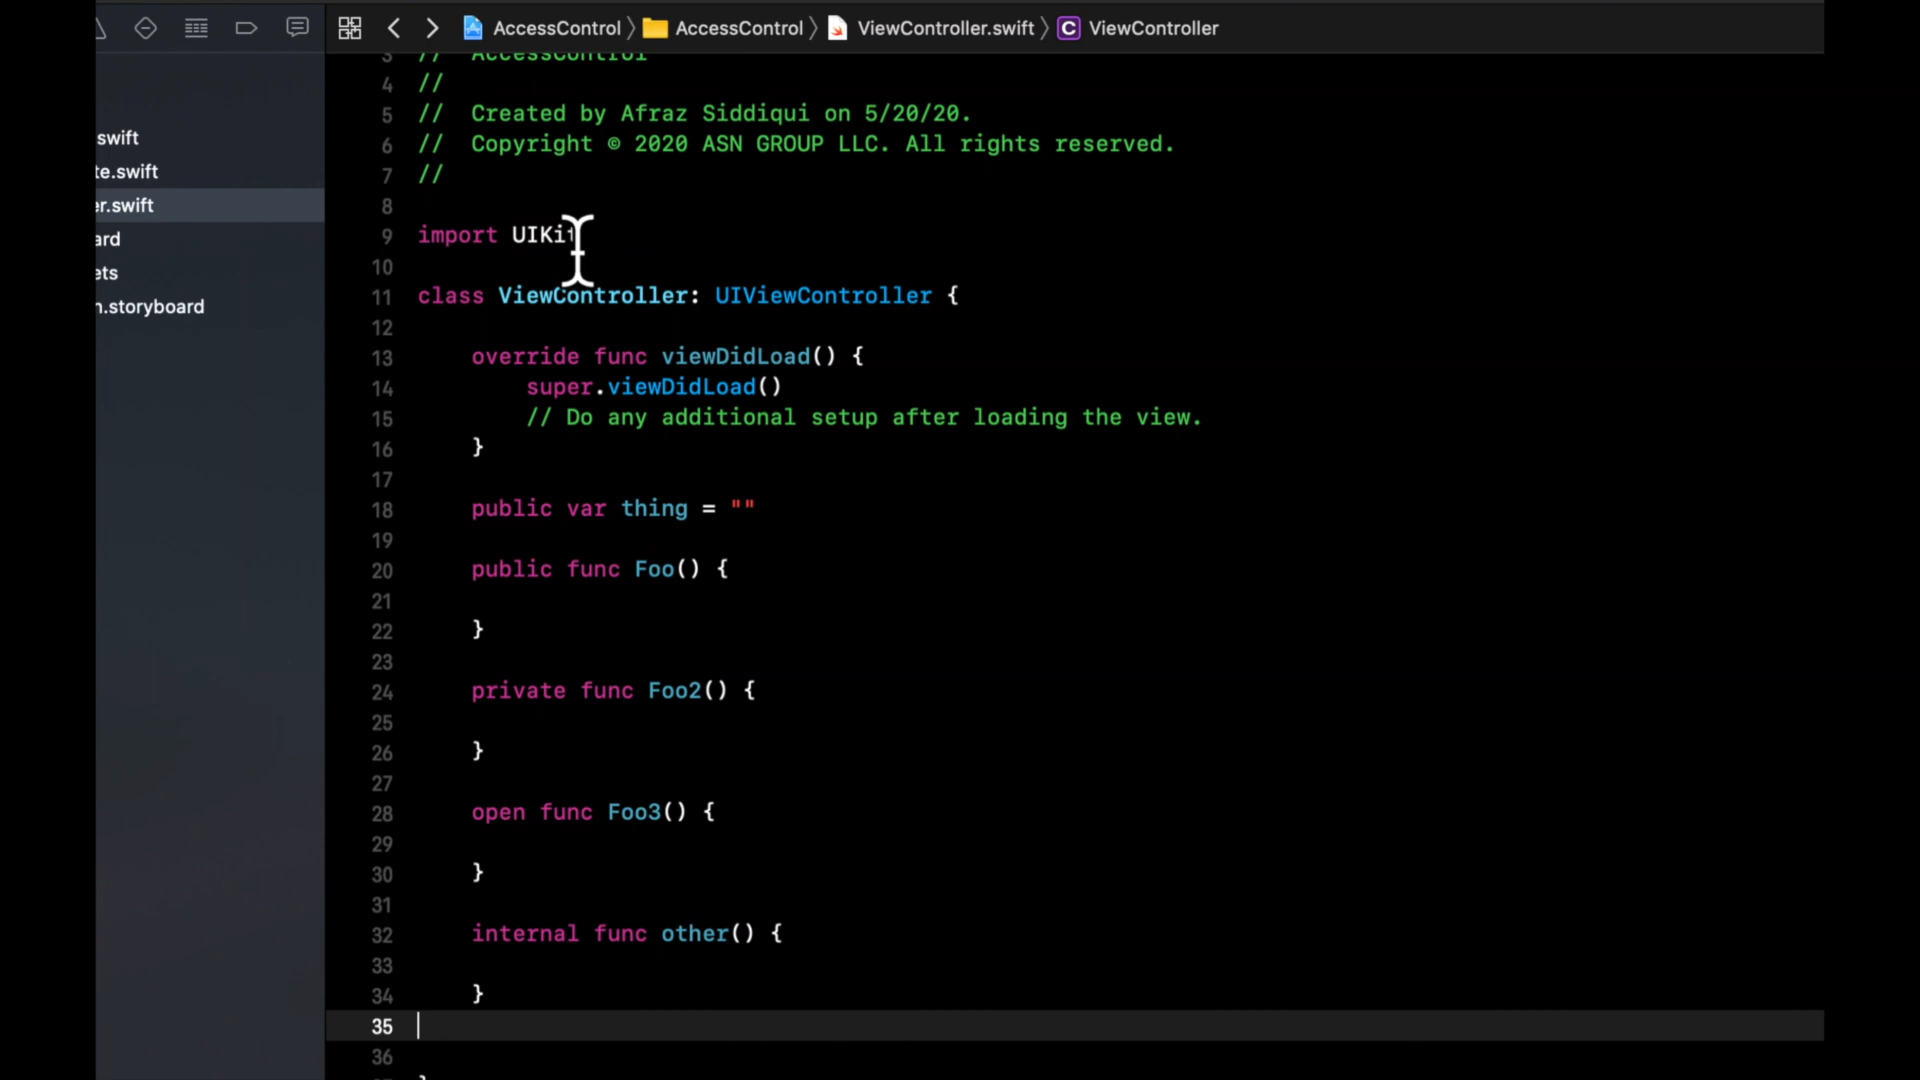 AccessControl 〉 AccessControl 〉 ViewController.swift 〉 C ViewController
swift
te.swift
er.swift
ard
ets
n.storyboard
3 // AccessControl
4 //
5 // Created by Afraz Siddiqui on 5/20/20.
6 // Copyright © 2020 ASN GROUP LLC. All rights reserved.
7 //
8
9 import UIKit
10
11 class ViewController: UIViewController {
12
13 override func viewDidLoad() {
14 super.viewDidLoad()
15 // Do any additional setup after loading the view.
16 }
17
18 public var thing = ""
19
20 public func Foo() {
21
22 }
23
24 private func Foo2() {
25
26 }
27
28 open func Foo3() {
29
30 }
31
32 internal func other() {
33
34 }
35
36